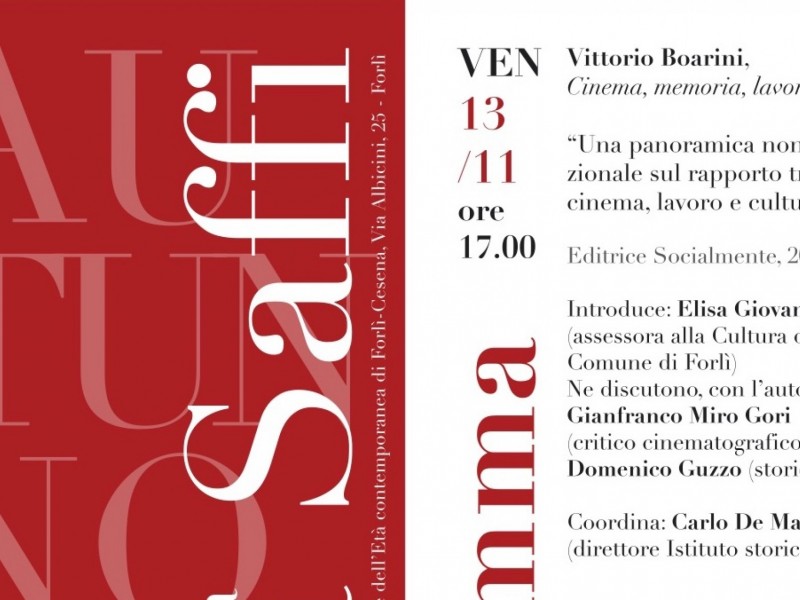 AU
TUN
NO
Saffi
e dell'Età contemporanea di Forlì-Cesena, Via Albicini, 25 - Forlì
VEN
13
/11
ore
17.00
mma
Vittorio Boarini,
Cinema, memoria, lavor
“Una panoramica non
zionale sul rapporto tr
cinema, lavoro e cultu
Editrice Socialmente, 20
Introduce: Elisa Giovan
(assessora alla Cultura d
Comune di Forlì)
Ne discutono, con l’auto
Gianfranco Miro Gori
(critico cinematografico
Domenico Guzzo (storic
Coordina: Carlo De Ma
(direttore Istituto storic